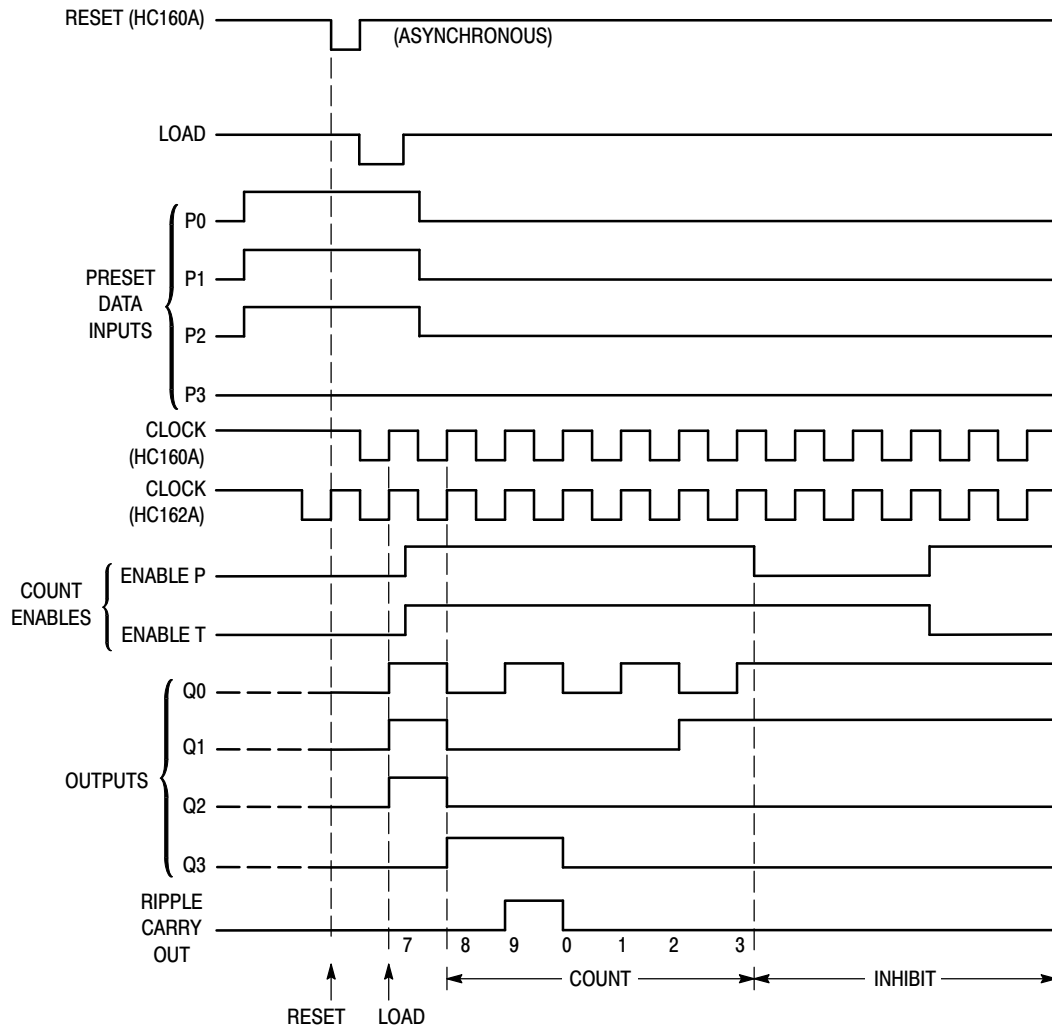 RESET (HC160A)
(ASYNCHRONOUS)
LOAD
PRESET
DATA
INPUTS
P0
P1
P2
P3
CLOCK
(HC160A)
CLOCK
(HC162A)
COUNT
ENABLES
ENABLE P
ENABLE T
OUTPUTS
Q0
Q1
Q2
Q3
RIPPLE
CARRY
OUT
7 8 9 0 1 2 3
COUNT INHIBIT
RESET LOAD